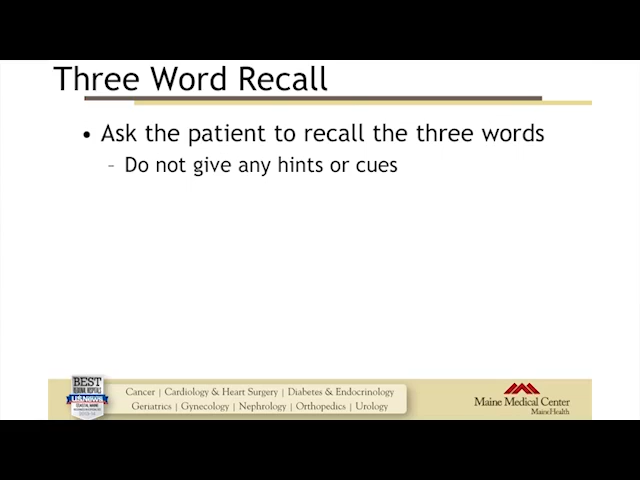 Three Word Recall
• Ask the patient to recall the three words
– Do not give any hints or cues
BEST
REGIONAL HOSPITALS
U.S. News
Cancer | Cardiology & Heart Surgery | Diabetes & Endocrinology
Geriatrics | Gynecology | Nephrology | Orthopedics | Urology
Maine Medical Center
MaineHealth